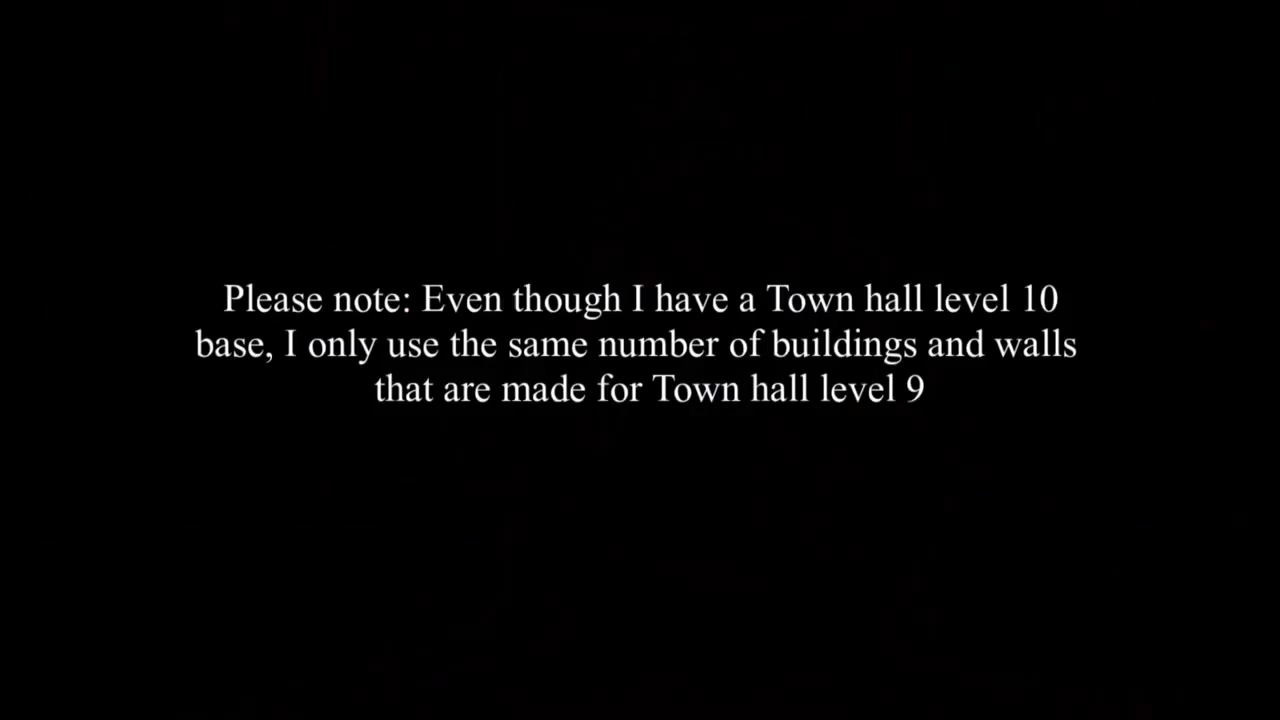 Please note: Even though I have a Town hall level 10
base, I only use the same number of buildings and walls
that are made for Town hall level 9